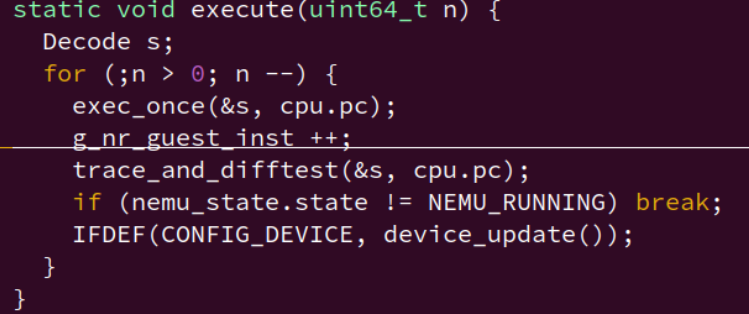 static void execute(uint64_t n) {
  Decode s;
  for (;n > 0; n --) {
    exec_once(&s, cpu.pc);
    g_nr_guest_inst ++;
    trace_and_difftest(&s, cpu.pc);
    if (nemu_state.state != NEMU_RUNNING) break;
    IFDEF(CONFIG_DEVICE, device_update());
  }
}